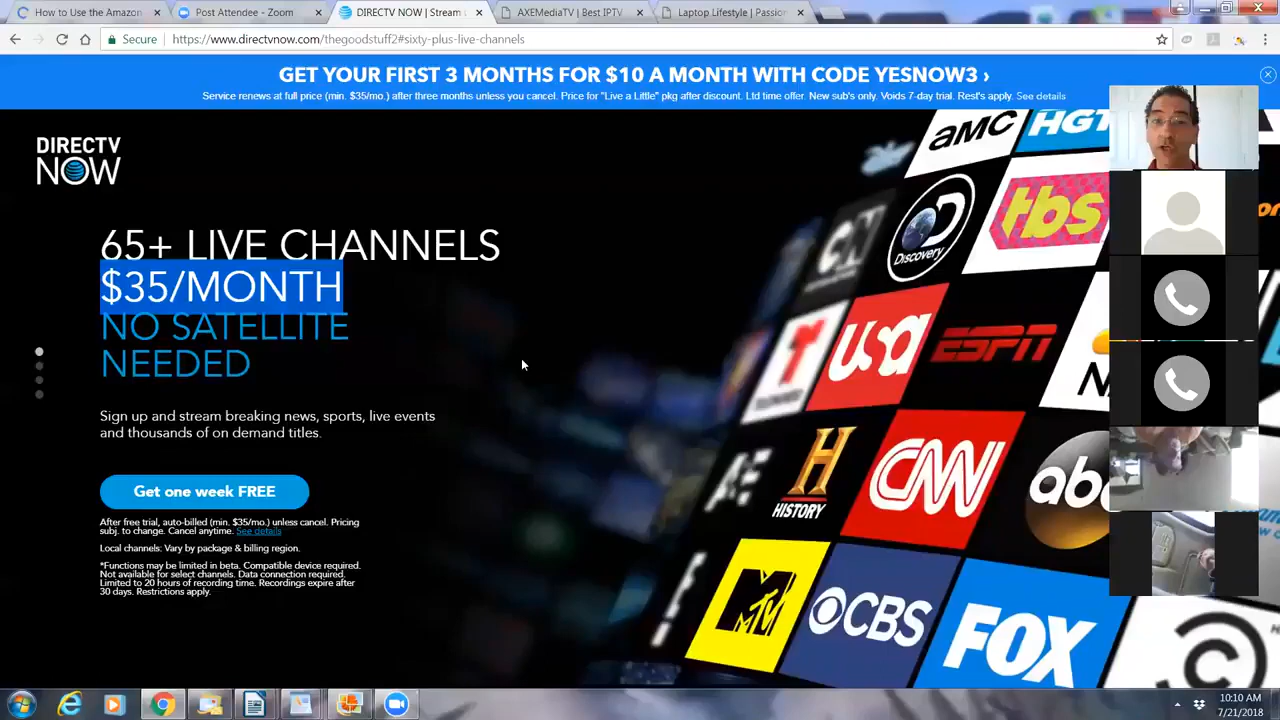 How to Use the Amazon
Post Attendee - Zoom
DIRECTV NOW | Stream L
AXEMediaTV | Best IPTV
Laptop Lifestyle | Passion
Secure
https://www.directvnow.com/thegoodstuff2#sixty-plus-live-channels
GET YOUR FIRST 3 MONTHS FOR $10 A MONTH WITH CODE YESNOW3 ›
Service renews at full price (min. $35/mo.) after three months unless you cancel. Price for "Live a Little" pkg after discount. Ltd time offer. New sub's only. Voids 7-day trial. Rest's apply. See details
DIRECTV
NOW
65+ LIVE CHANNELS
$35/MONTH
NO SATELLITE
NEEDED
Sign up and stream breaking news, sports, live events
and thousands of on demand titles.
Get one week FREE
After free trial, auto-billed (min. $35/mo.) unless cancel. Pricing
subj. to change. Cancel anytime. See details
Local channels: Vary by package & billing region.
*Functions may be limited in beta. Compatible device required.
Not available for select channels. Data connection required.
Limited to 20 hours of recording time. Recordings expire after
30 days. Restrictions apply.
aMC
HGT
CN
Discovery
tbs
T
usa
ESPN
A&E
H
HISTORY
CNN
abc
MTV
CBS
FOX
10:10 AM
7/21/2018